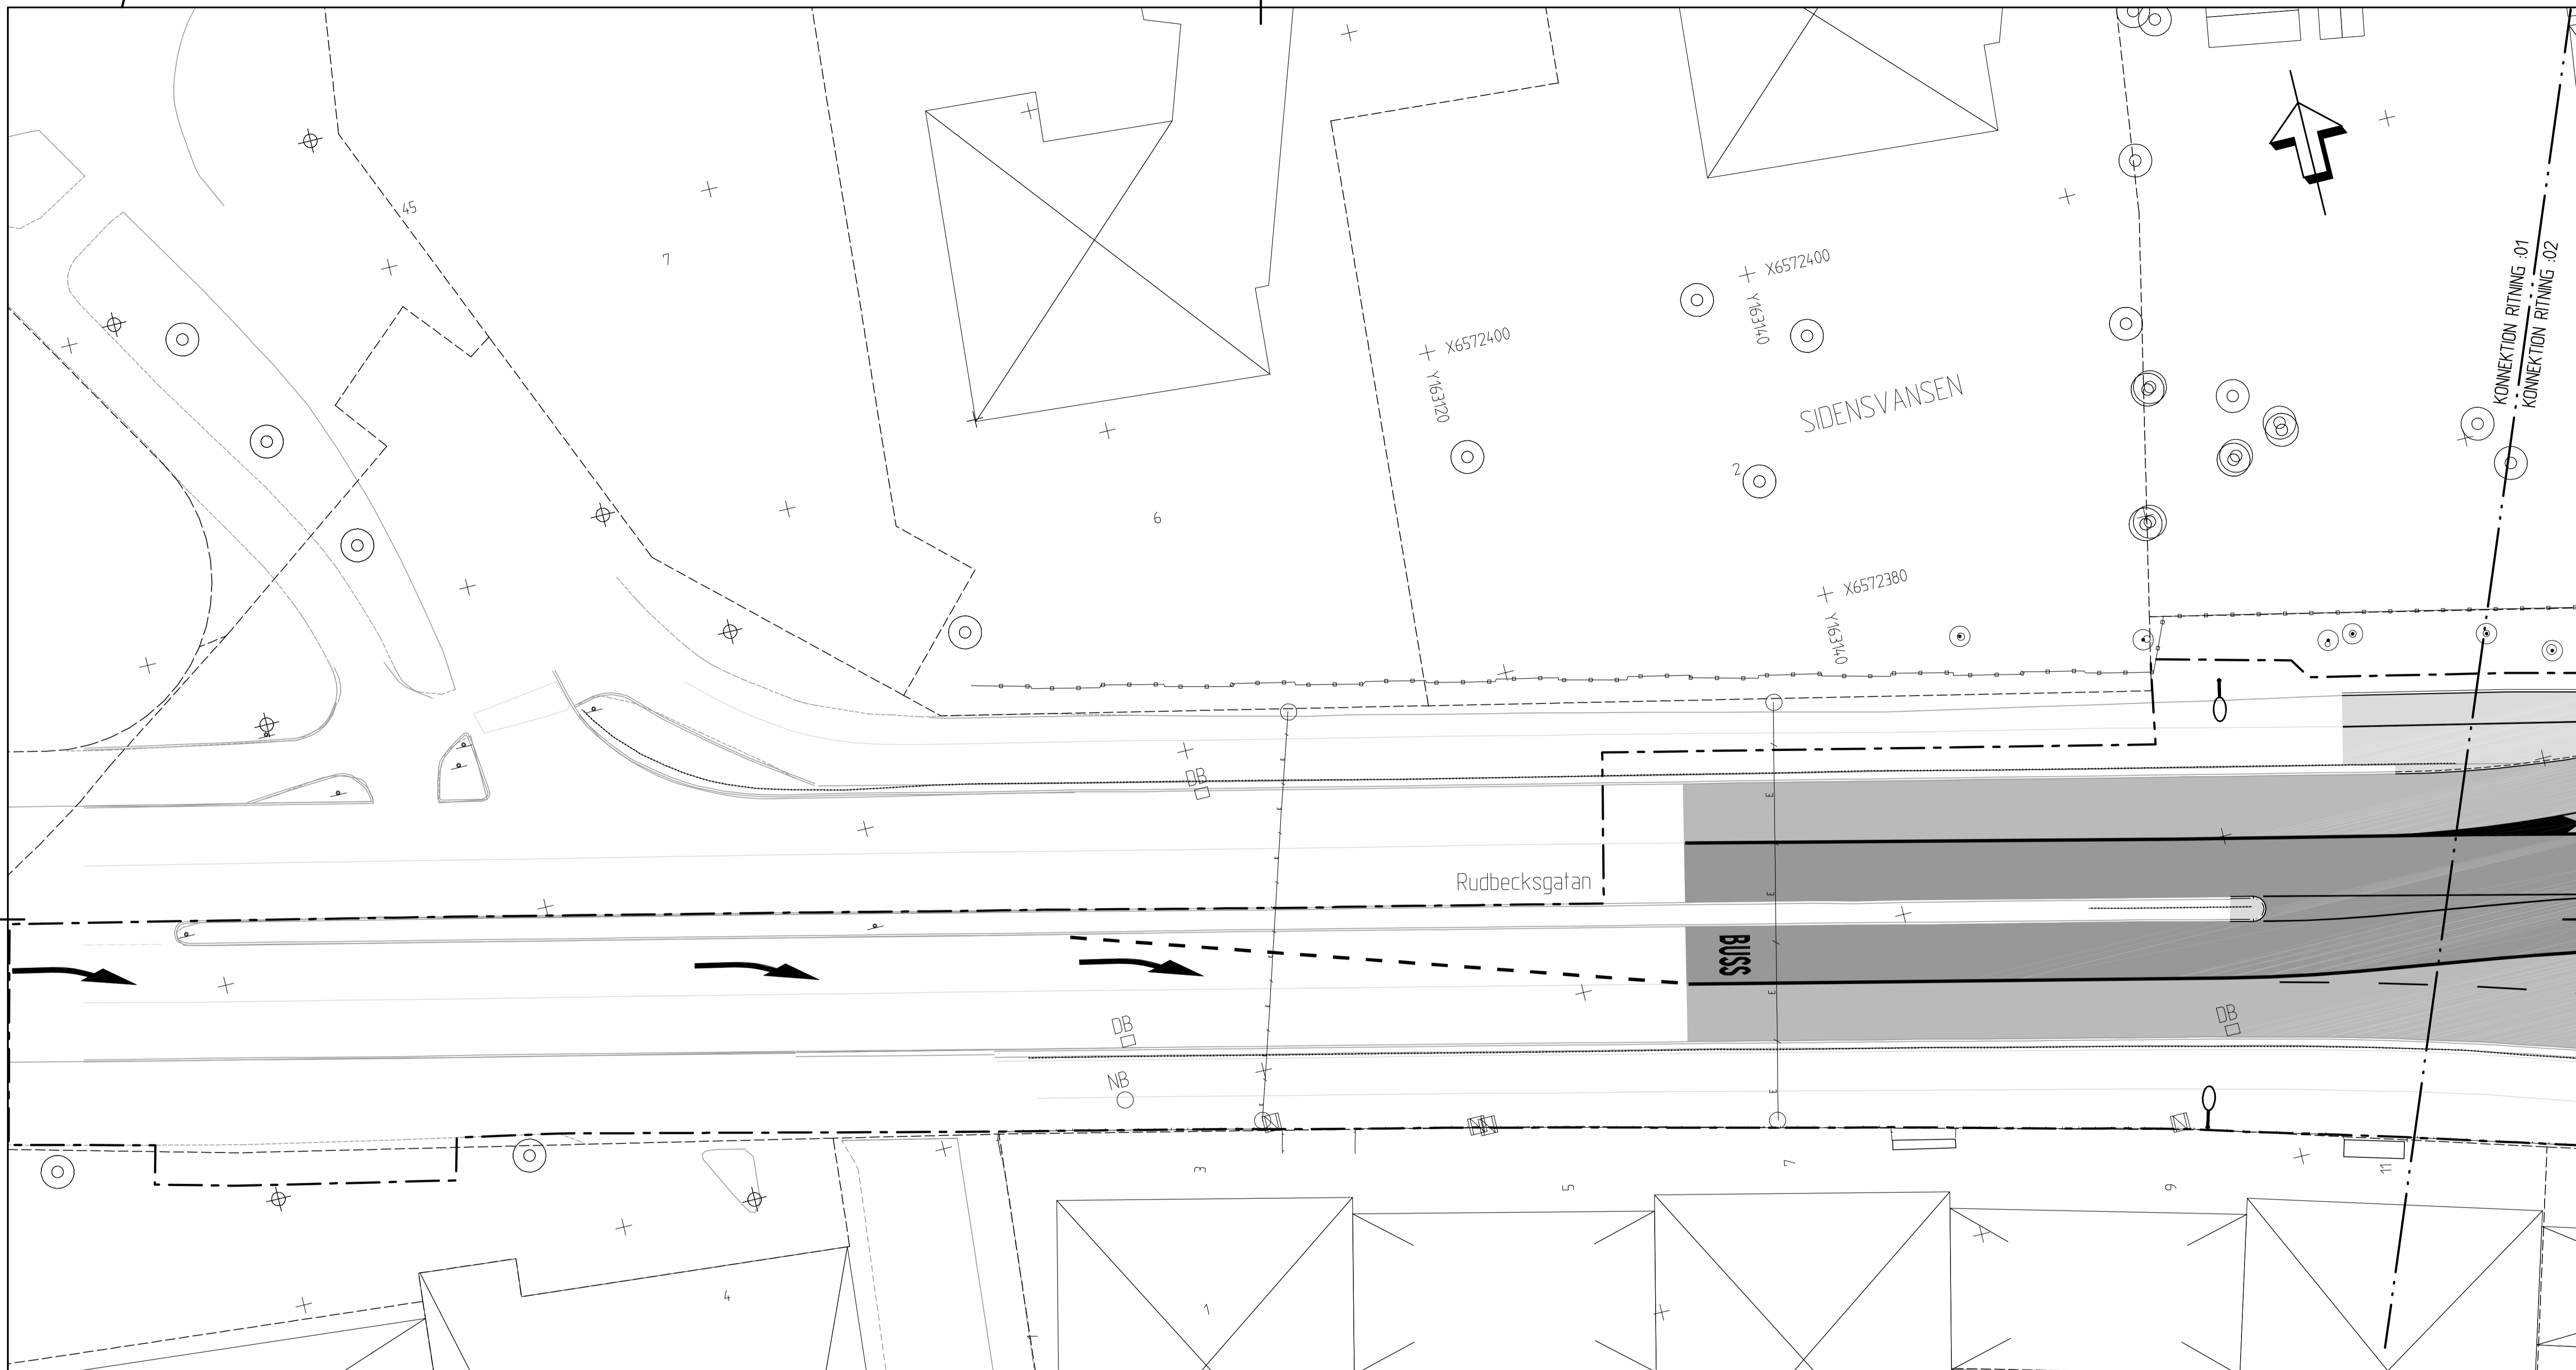 KONNEKTION RITNING :01
KONNEKTION RITNING :02
45
7
X6572400
Y163140
X6572400
Y163120
SIDENSVANSEN
2
6
X6572380
Y163140
DB
Rudbecksgatan
BUSS
DB
DB
NB
N
N
N
N
3
5
7
9
11
4
1
E
E
E
E
E
E
E
E
E
E
E